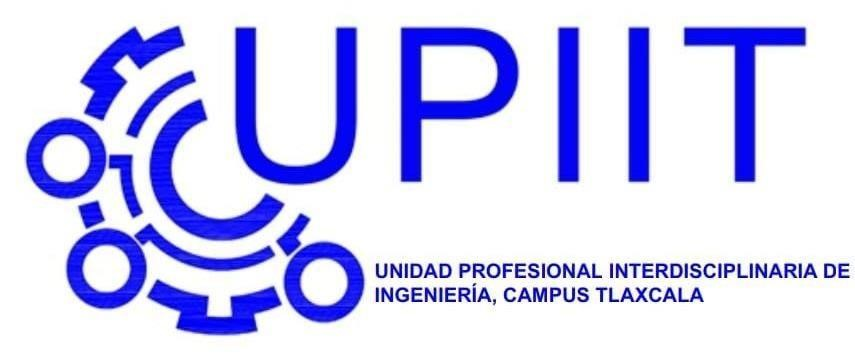 UPIIT
UNIDAD PROFESIONAL INTERDISCIPLINARIA DE
INGENIERÍA, CAMPUS TLAXCALA